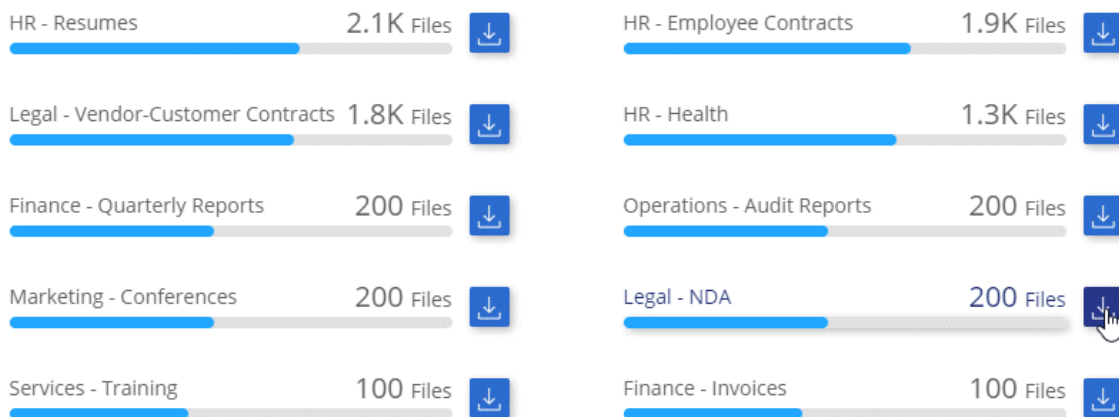 HR - Resumes 2.1K Files
HR - Employee Contracts 1.9K Files
Legal - Vendor-Customer Contracts 1.8K Files
HR - Health 1.3K Files
Finance - Quarterly Reports 200 Files
Operations - Audit Reports 200 Files
Marketing - Conferences 200 Files
Legal - NDA 200 Files
Services - Training 100 Files
Finance - Invoices 100 Files